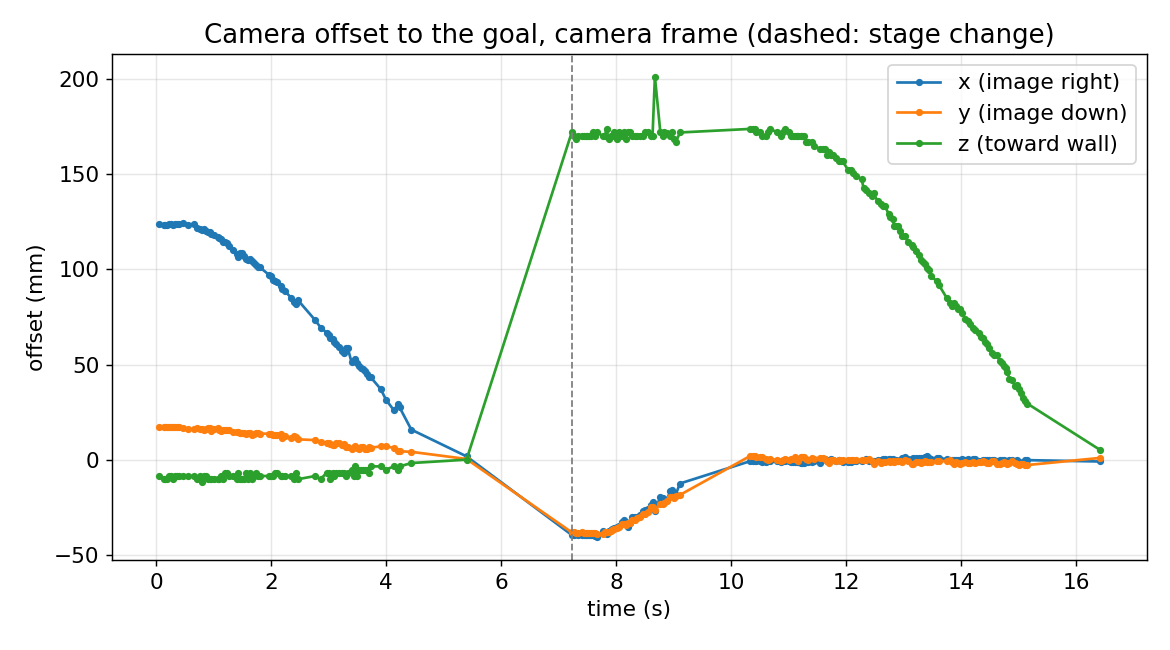 Camera offset to the goal, camera frame (dashed: stage change)
x (image right)
y (image down)
z (toward wall)
offset (mm)
200
150
100
50
0
−50
0 2 4 6 8 10 12 14 16
time (s)